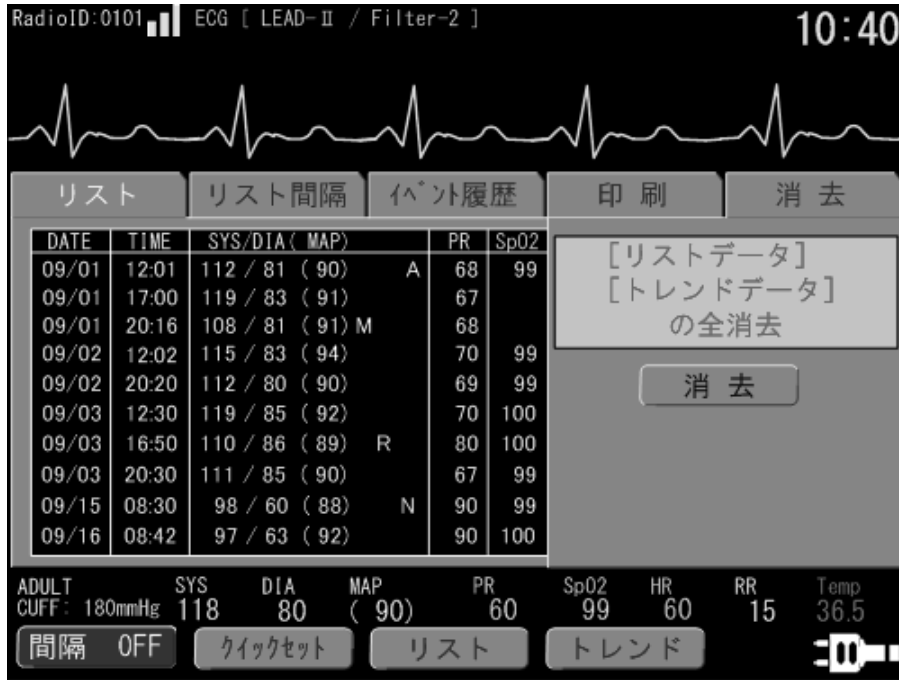 RadioID:0101 ECG [ LEAD-Ⅱ / Filter-2 ] 10:40
リスト リスト間隔 イベント履歴 印刷 消去
DATE TIME SYS/DIA( MAP) PR SpO2
09/01 12:01 112 / 81 ( 90) A 68 99
09/01 17:00 119 / 83 ( 91) 67
09/01 20:16 108 / 81 ( 91) M 68
09/02 12:02 115 / 83 ( 94) 70 99
09/02 20:20 112 / 80 ( 90) 69 99
09/03 12:30 119 / 85 ( 92) 70 100
09/03 16:50 110 / 86 ( 89) R 80 100
09/03 20:30 111 / 85 ( 90) 67 99
09/15 08:30 98 / 60 ( 88) N 90 99
09/16 08:42 97 / 63 ( 92) 90 100
[リストデータ]
[トレンドデータ]
の全消去
消去
ADULT SYS DIA MAP PR SpO2 HR RR Temp
CUFF: 180mmHg 118 80 ( 90) 60 99 60 15 36.5
間隔 OFF クイックセット リスト トレンド